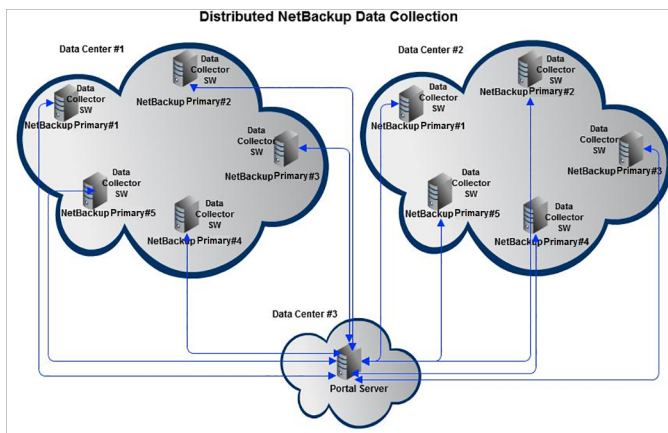 Distributed NetBackup Data Collection
Data Center #1
Data
Collector
SW
NetBackup Primary#1
Data
Collector
SW
NetBackup Primary#2
Data
Collector
SW
NetBackup Primary#3
Data
Collector
SW
NetBackup Primary#5
Data
Collector
SW
NetBackup Primary#4
Data Center #2
Data
Collector
SW
NetBackup Primary#1
Data
Collector
SW
NetBackup Primary#2
Data
Collector
SW
NetBackup Primary#3
Data
Collector
SW
NetBackup Primary#5
Data
Collector
SW
NetBackup Primary#4
Data Center #3
Portal Server